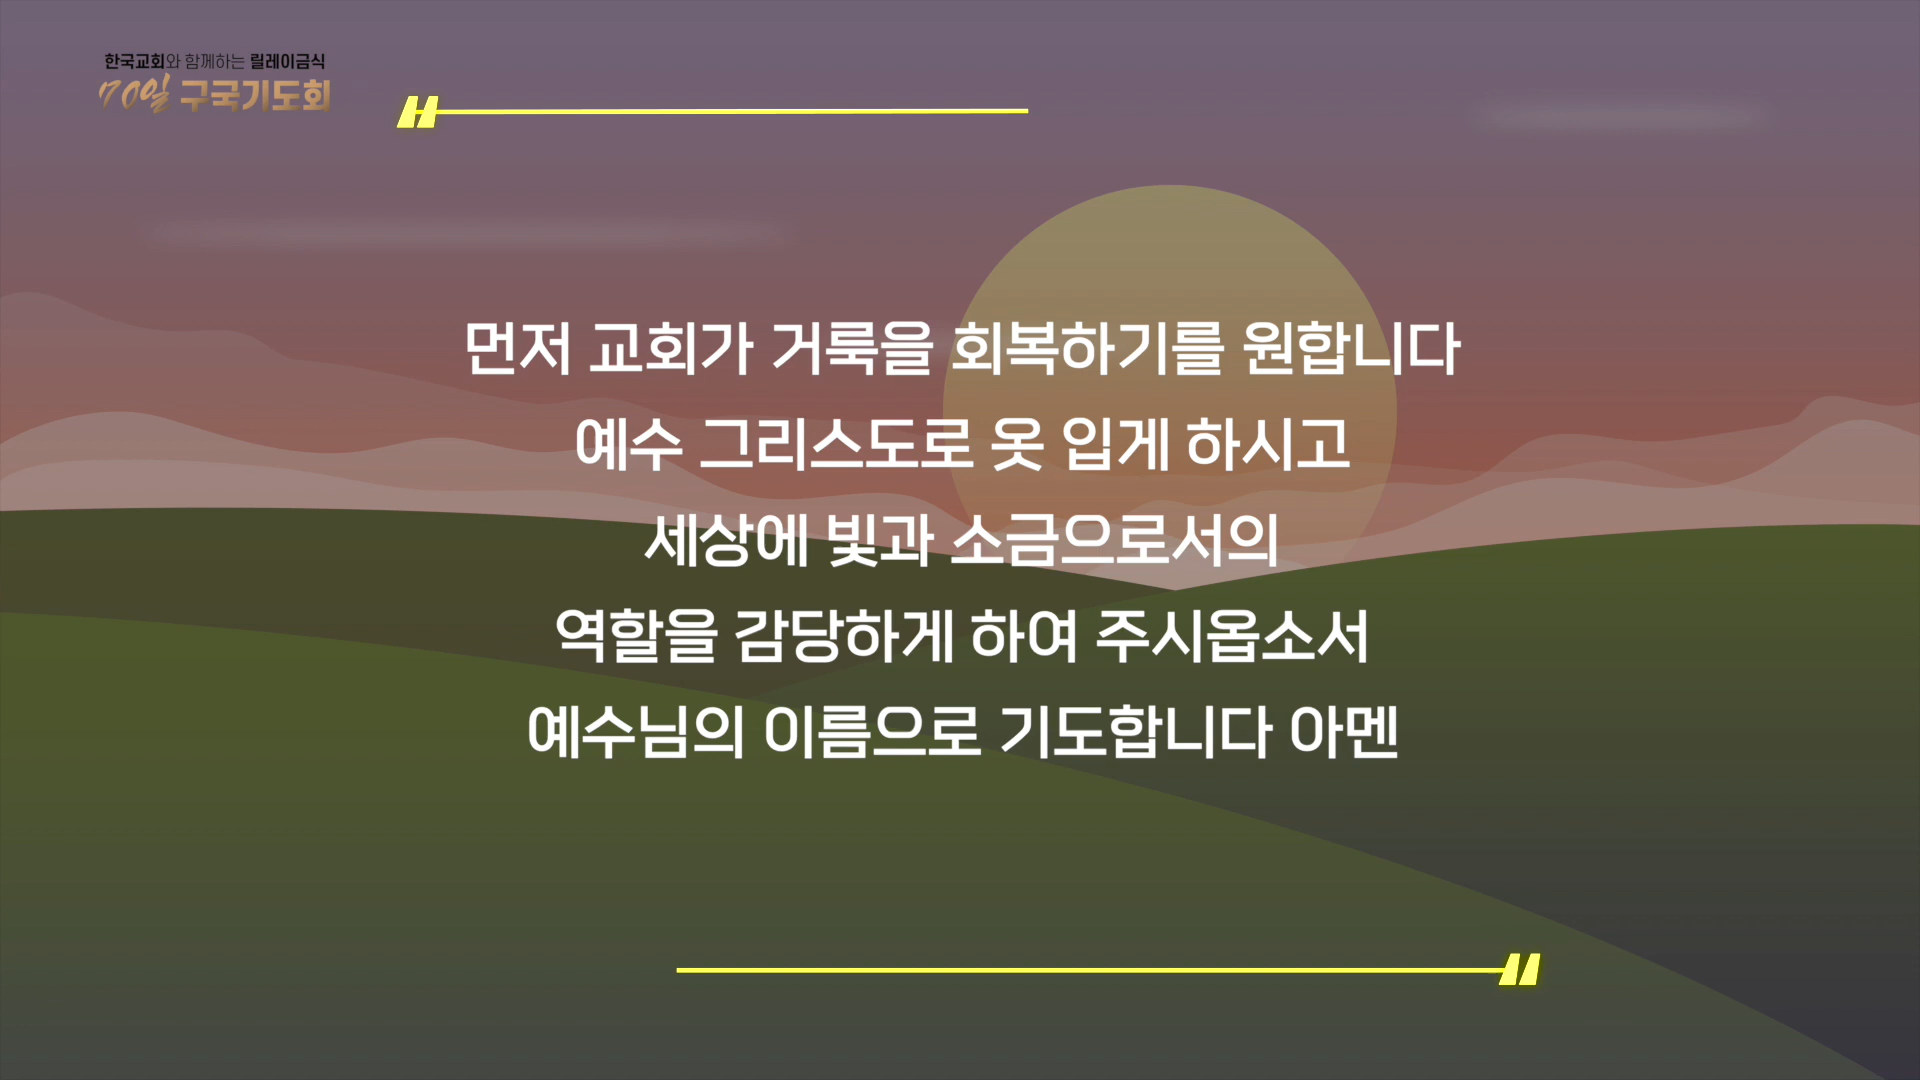 한국교회와 함께하는 릴레이금식
70일 구국기도회
먼저 교회가 거룩을 회복하기를 원합니다
예수 그리스도로 옷 입게 하시고
세상에 빛과 소금으로서의
역할을 감당하게 하여 주시옵소서
예수님의 이름으로 기도합니다 아멘